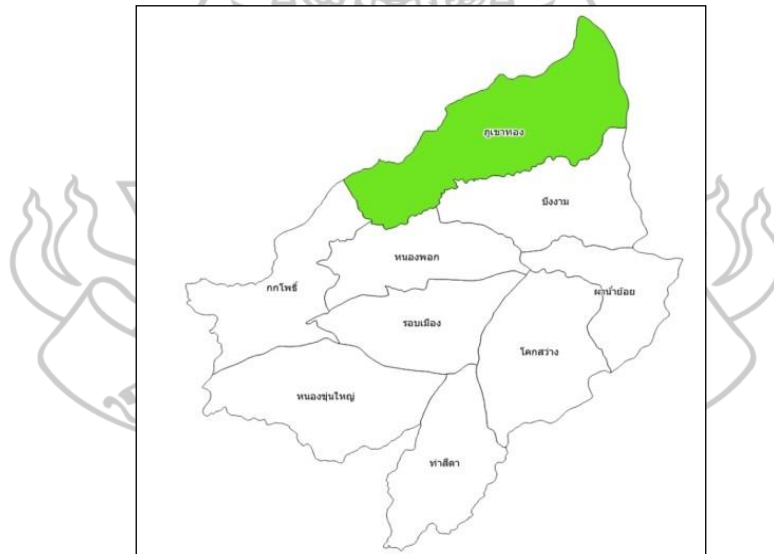 ภูเขาทอง
บึงงาม
หนองพอก
กกโพธิ์
ผาน้ำย้อย
รอบเมือง
โคกสว่าง
หนองขุ่นใหญ่
ท่าสีดา